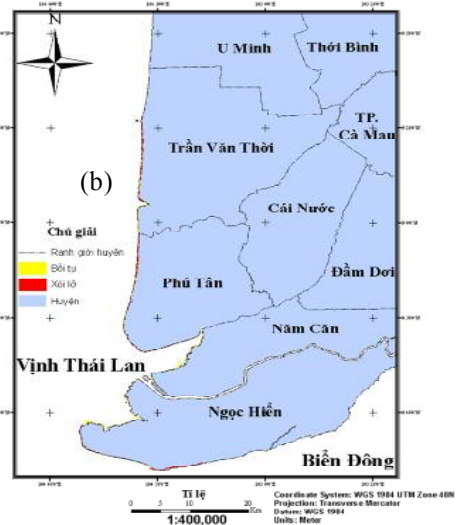 N
U Minh
Thới Bình
TP.
Cà Mau
Trần Văn Thời
(b)
Cái Nước
Chú giải
Ranh giới huyện
Bồi tụ
Xói lở
Huyện
Phú Tân
Đầm Dơi
Năm Căn
Vịnh Thái Lan
Ngọc Hiển
Biển Đông
Tỉ lệ
0 5 10 20
Km
1:400,000
Coordinate System: WGS 1984 UTM Zone 48N
Projection: Transverse Mercator
Datum: WGS 1984
Units: Meter